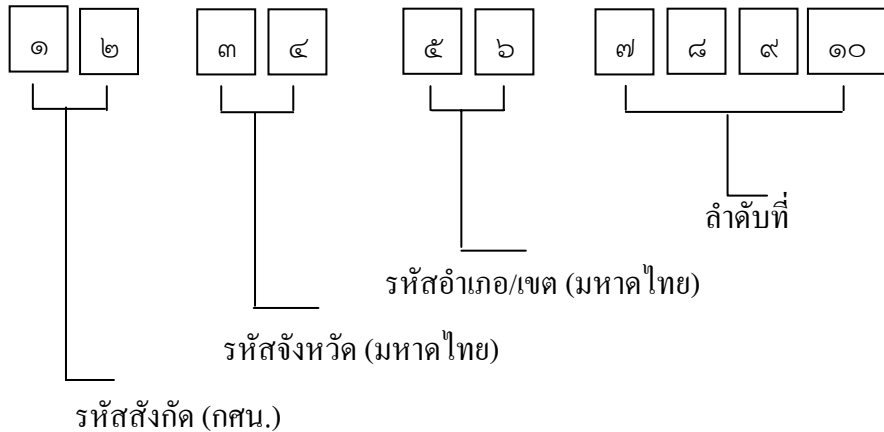 ๑ ๒ ๓ ๔ ๕ ๖ ๗ ๘ ๙ ๑๐
ลำดับที่
รหัสอำเภอ/เขต (มหาดไทย)
รหัสจังหวัด (มหาดไทย)
รหัสสังกัด (กศน.)